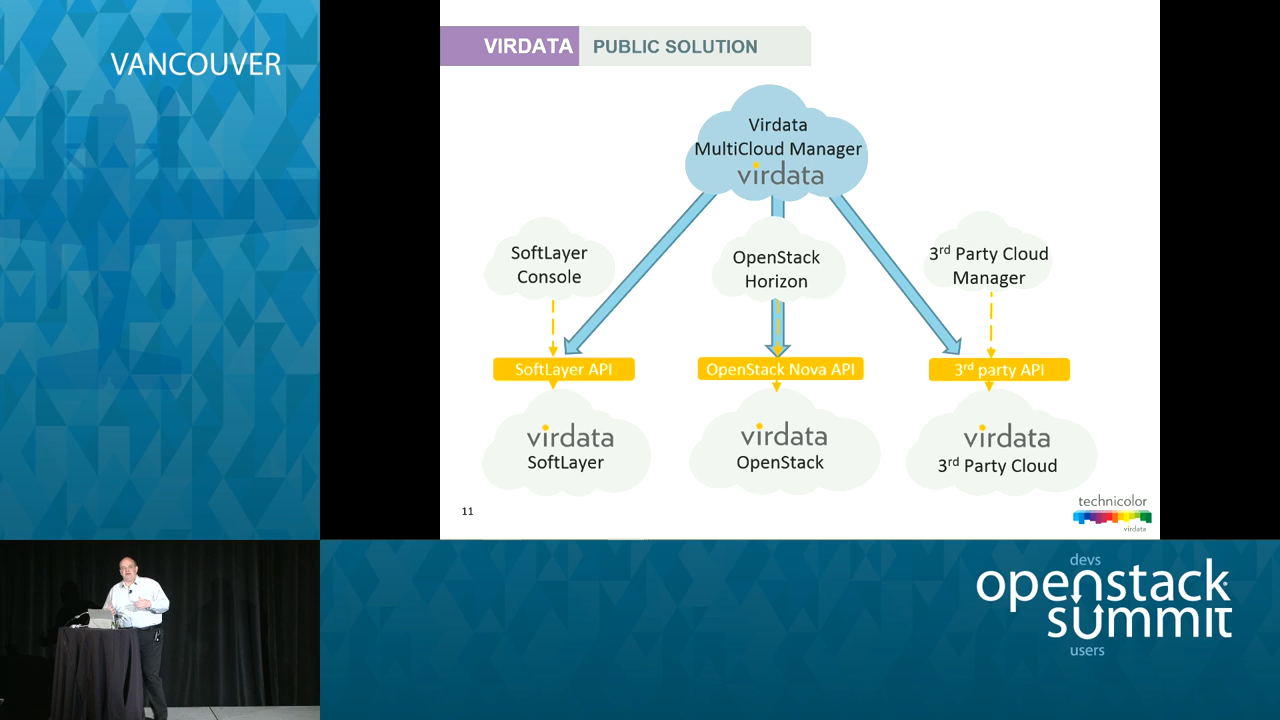 VANCOUVER
VIRDATA PUBLIC SOLUTION
Virdata
MultiCloud Manager
virdata
SoftLayer
Console
OpenStack
Horizon
3rd Party Cloud
Manager
SoftLayer API
OpenStack Nova API
3rd party API
virdata
SoftLayer
virdata
OpenStack
virdata
3rd Party Cloud
11
technicolor
virdata
devs
openstack
summit
users